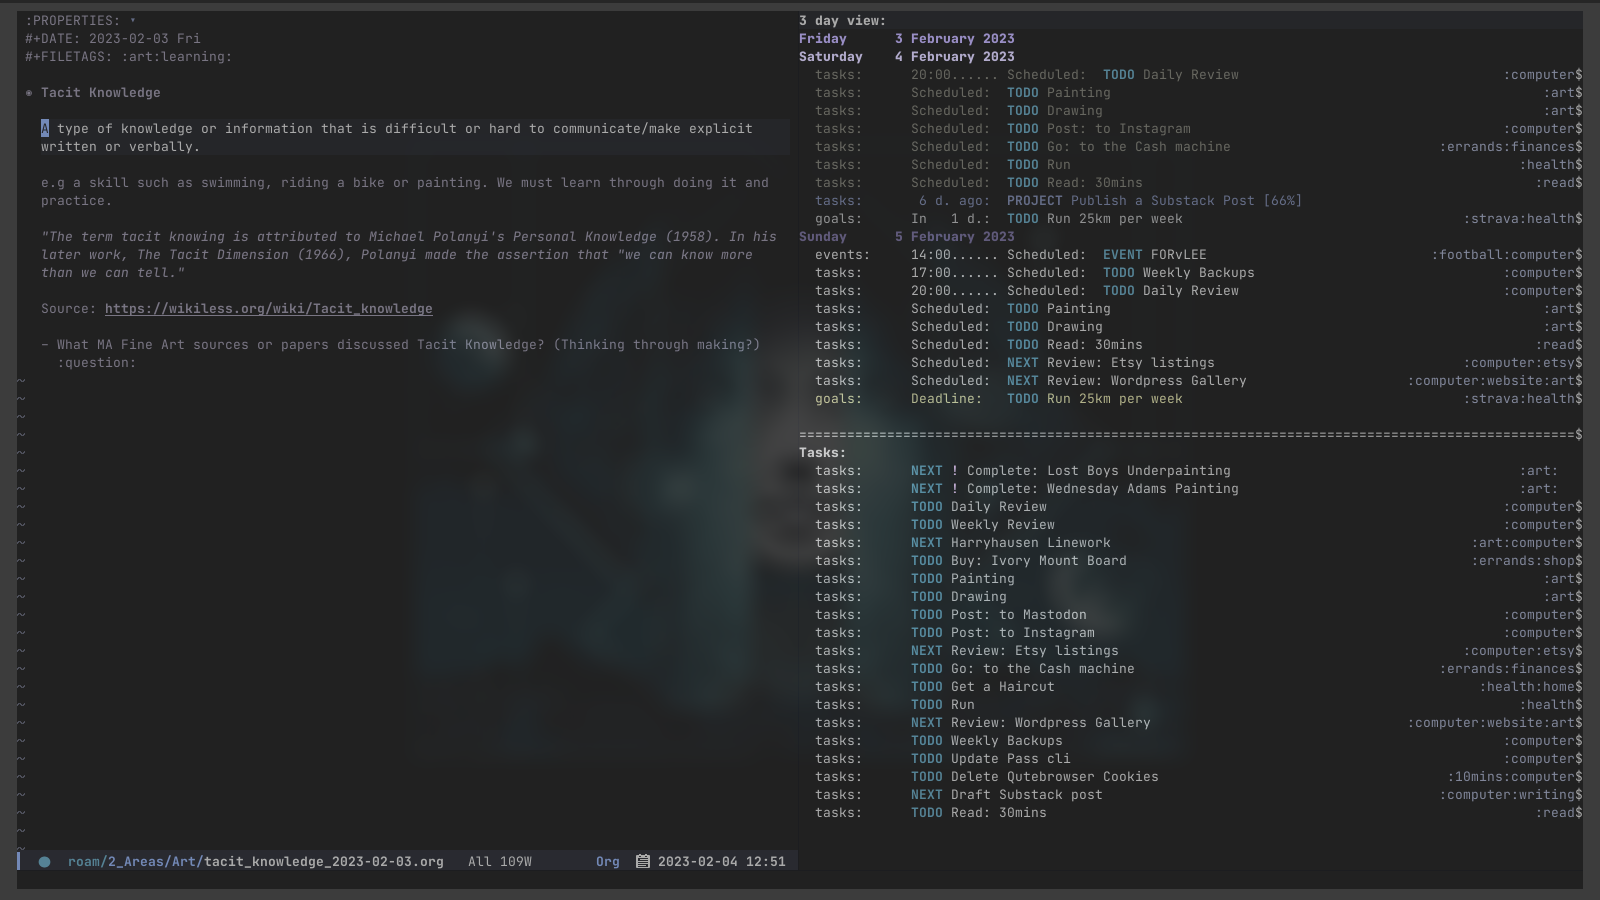 :PROPERTIES: ▾
#+DATE: 2023-02-03 Fri
#+FILETAGS: :art:learning:
◉ Tacit Knowledge
A type of knowledge or information that is difficult or hard to communicate/make explicit
written or verbally.
e.g a skill such as swimming, riding a bike or painting. We must learn through doing it and
practice.
"The term tacit knowing is attributed to Michael Polanyi's Personal Knowledge (1958). In his
later work, The Tacit Dimension (1966), Polanyi made the assertion that "we can know more
than we can tell."
Source: https://wikiless.org/wiki/Tacit_knowledge
– What MA Fine Art sources or papers discussed Tacit Knowledge? (Thinking through making?)
:question:
roam/2_Areas/Art/tacit_knowledge_2023-02-03.org All 109W Org 2023-02-04 12:51
3 day view:
Friday 3 February 2023
Saturday 4 February 2023
tasks: 20:00...... Scheduled: TODO Daily Review :computer$
tasks: Scheduled: TODO Painting :art$
tasks: Scheduled: TODO Drawing :art$
tasks: Scheduled: TODO Post: to Instagram :computer$
tasks: Scheduled: TODO Go: to the Cash machine :errands:finances$
tasks: Scheduled: TODO Run :health$
tasks: Scheduled: TODO Read: 30mins :read$
tasks: 6 d. ago: PROJECT Publish a Substack Post [66%]
goals: In 1 d.: TODO Run 25km per week :strava:health$
Sunday 5 February 2023
events: 14:00...... Scheduled: EVENT FORvLEE :football:computer$
tasks: 17:00...... Scheduled: TODO Weekly Backups :computer$
tasks: 20:00...... Scheduled: TODO Daily Review :computer$
tasks: Scheduled: TODO Painting :art$
tasks: Scheduled: TODO Drawing :art$
tasks: Scheduled: TODO Read: 30mins :read$
tasks: Scheduled: NEXT Review: Etsy listings :computer:etsy$
tasks: Scheduled: NEXT Review: Wordpress Gallery :computer:website:art$
goals: Deadline: TODO Run 25km per week :strava:health$
=================================================================================================$
Tasks:
tasks: NEXT ! Complete: Lost Boys Underpainting :art:
tasks: NEXT ! Complete: Wednesday Adams Painting :art:
tasks: TODO Daily Review :computer$
tasks: TODO Weekly Review :computer$
tasks: NEXT Harryhausen Linework :art:computer$
tasks: TODO Buy: Ivory Mount Board :errands:shop$
tasks: TODO Painting :art$
tasks: TODO Drawing :art$
tasks: TODO Post: to Mastodon :computer$
tasks: TODO Post: to Instagram :computer$
tasks: NEXT Review: Etsy listings :computer:etsy$
tasks: TODO Go: to the Cash machine :errands:finances$
tasks: TODO Get a Haircut :health:home$
tasks: TODO Run :health$
tasks: NEXT Review: Wordpress Gallery :computer:website:art$
tasks: TODO Weekly Backups :computer$
tasks: TODO Update Pass cli :computer$
tasks: TODO Delete Qutebrowser Cookies :10mins:computer$
tasks: NEXT Draft Substack post :computer:writing$
tasks: TODO Read: 30mins :read$